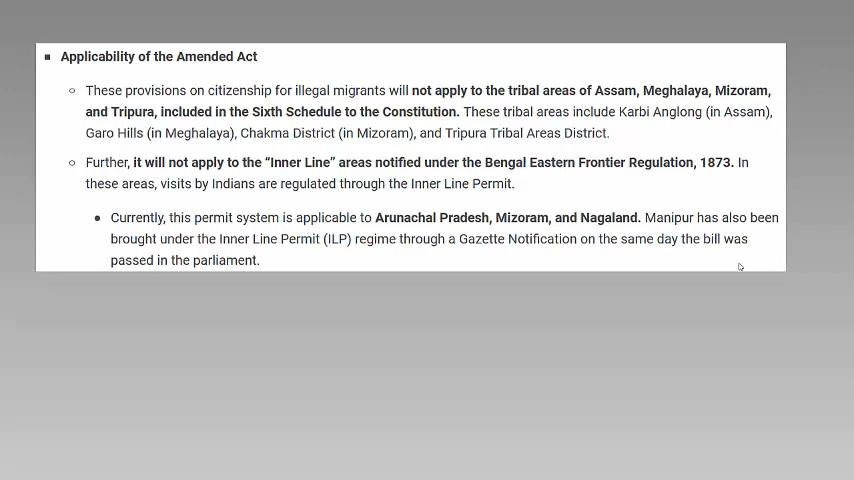 Applicability of the Amended Act
These provisions on citizenship for illegal migrants will not apply to the tribal areas of Assam, Meghalaya, Mizoram,
and Tripura, included in the Sixth Schedule to the Constitution. These tribal areas include Karbi Anglong (in Assam),
Garo Hills (in Meghalaya), Chakma District (in Mizoram), and Tripura Tribal Areas District.
Further, it will not apply to the “Inner Line” areas notified under the Bengal Eastern Frontier Regulation, 1873. In
these areas, visits by Indians are regulated through the Inner Line Permit.
Currently, this permit system is applicable to Arunachal Pradesh, Mizoram, and Nagaland. Manipur has also been
brought under the Inner Line Permit (ILP) regime through a Gazette Notification on the same day the bill was
passed in the parliament.